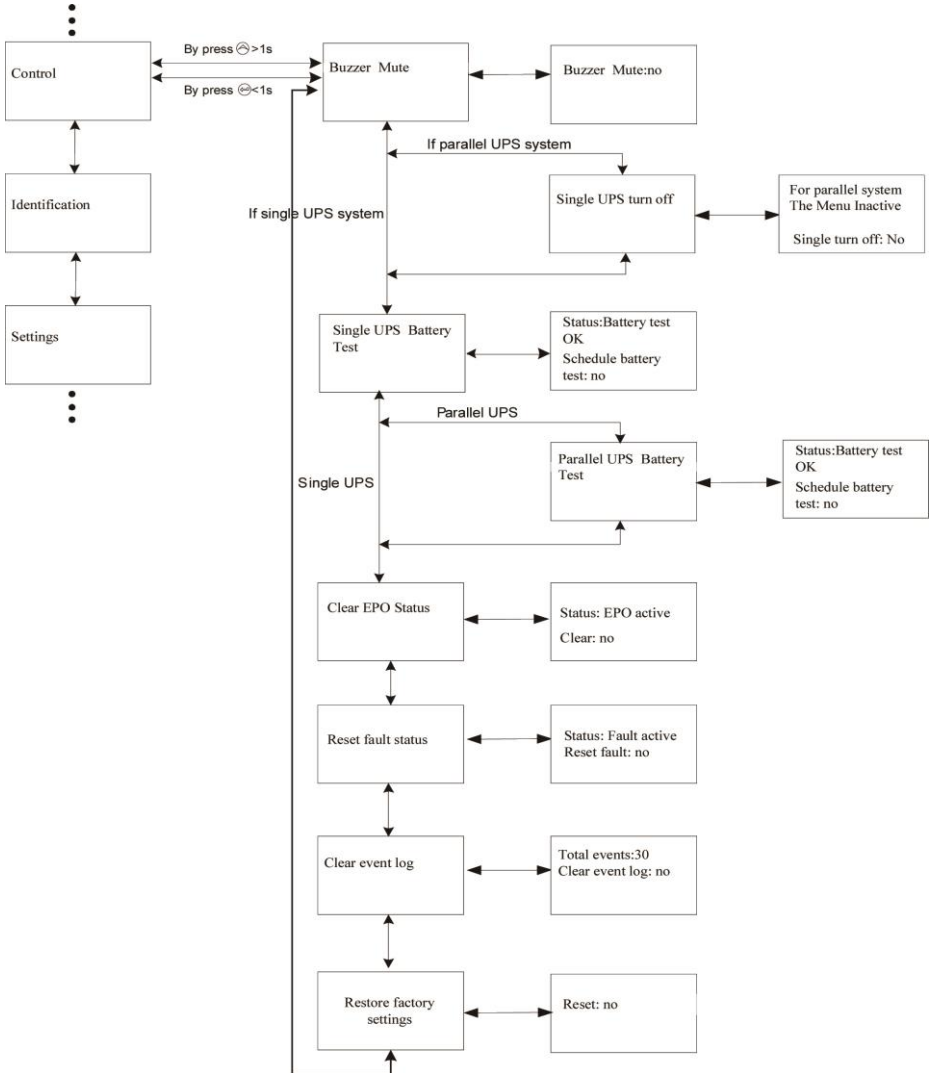 Control
By press >1s
By press <1s
Buzzer Mute
Buzzer Mute:no
If parallel UPS system
Identification
If single UPS system
Single UPS turn off
For parallel system
The Menu Inactive
Single turn off: No
Settings
Single UPS Battery
Test
Status:Battery test
OK
Schedule battery
test: no
Parallel UPS
Single UPS
Parallel UPS Battery
Test
Status:Battery test
OK
Schedule battery
test: no
Clear EPO Status
Status: EPO active
Clear: no
Reset fault status
Status: Fault active
Reset fault: no
Clear event log
Total events:30
Clear event log: no
Restore factory
settings
Reset: no